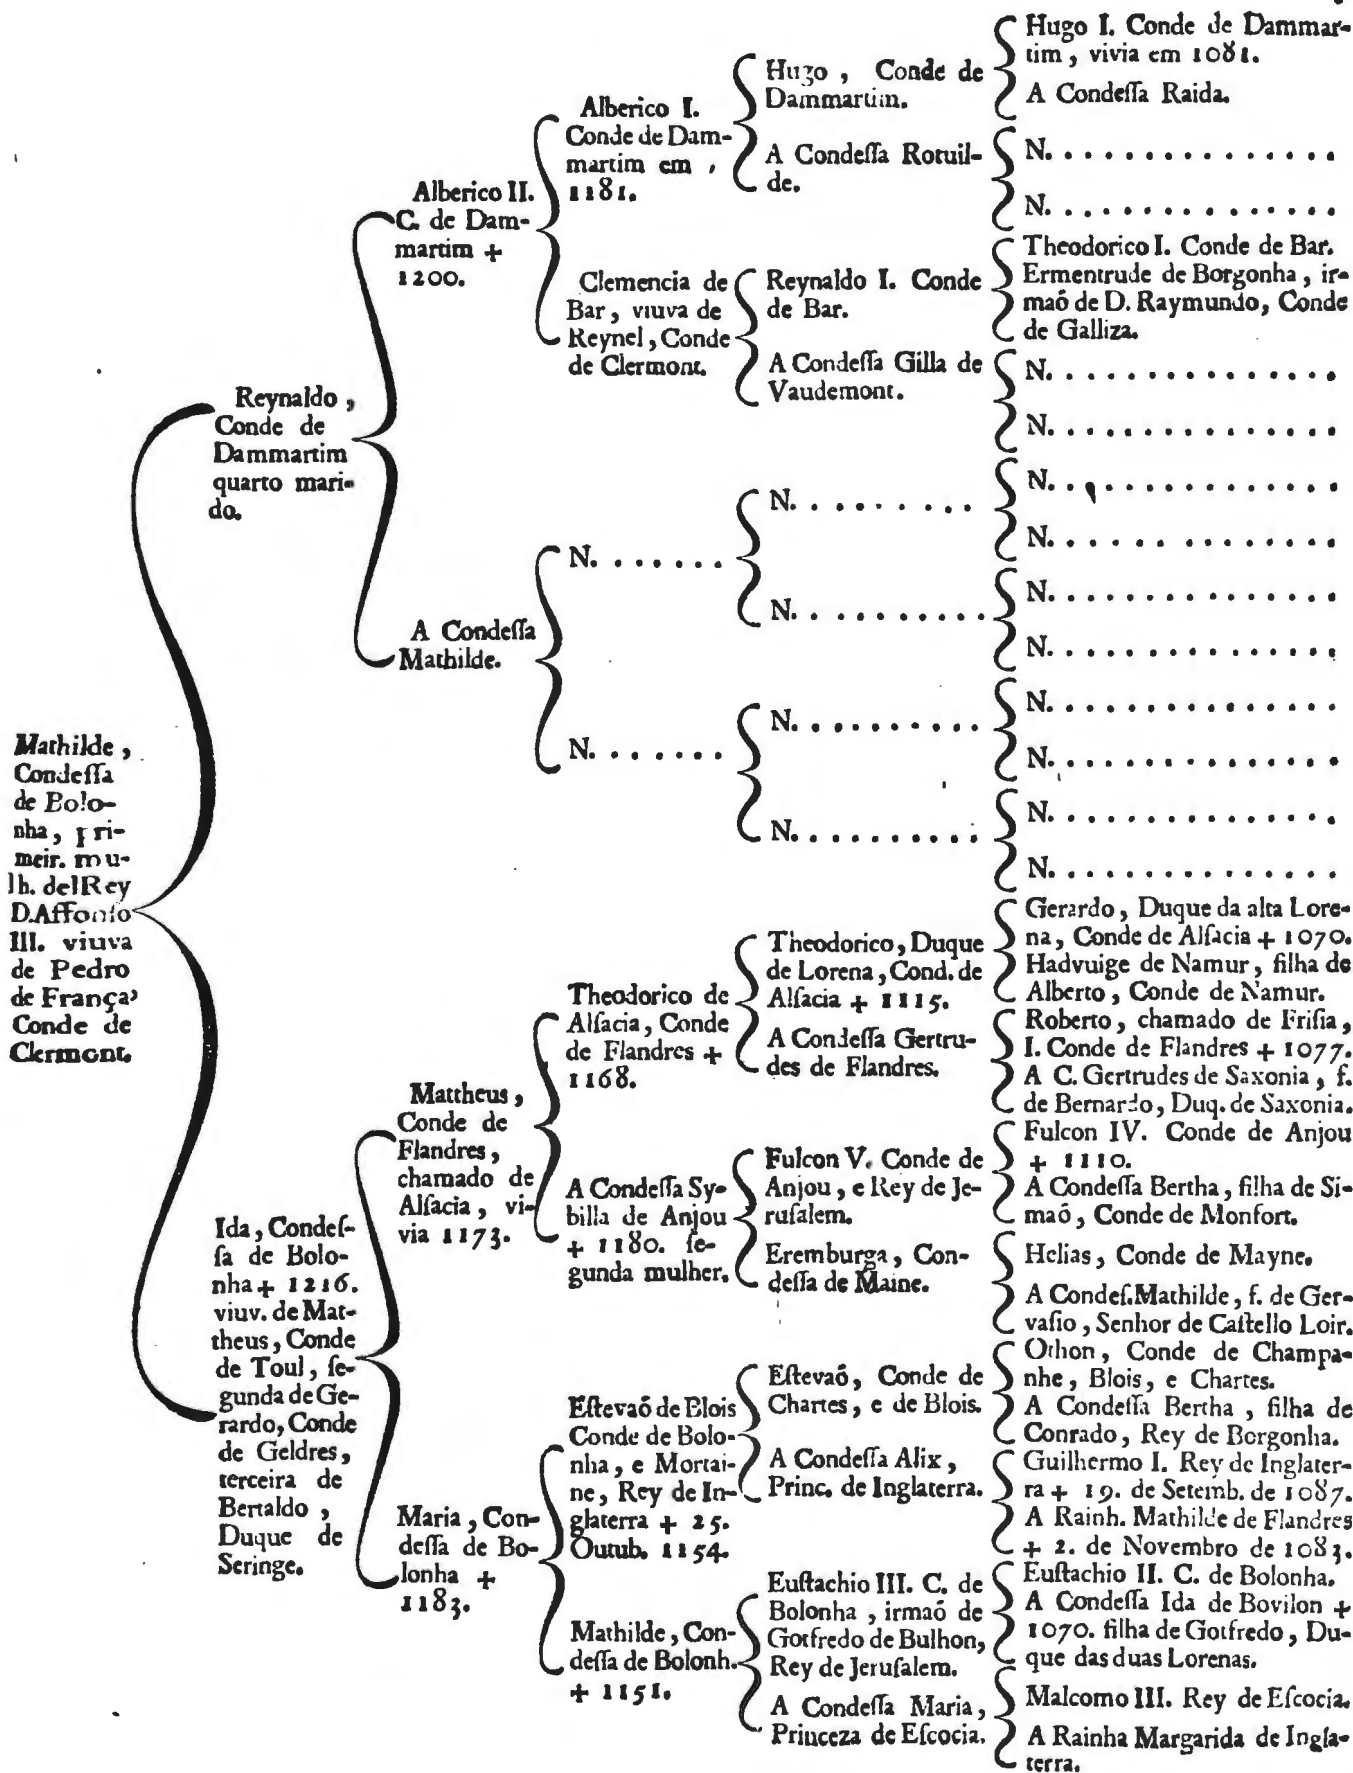 Mathilde,
Condeſſa
de Bolo-
nha, pri-
meir. mu-
lh. delRey
D.Affonſo
III. viuva
de Pedro
de França,
Conde de
Clermont.
Reynaldo,
Conde de
Dammartim
quarto mari-
do.
Ida, Condeſ-
ſa de Bolo-
nha + 1216.
viuv. de Mat-
theus, Conde
de Toul, ſe-
gunda de Ge-
rardo, Conde
de Geldres,
terceira de
Bertaldo,
Duque de
Seringe.
Alberico II.
C. de Dam-
martim +
1200.
A Condeſſa
Mathilde.
Mattheus,
Conde de
Flandres,
chamado de
Alſacia, vi-
via 1173.
Maria, Con-
deſſa de Bo-
lonha +
1183.
Alberico I.
Conde de Dam-
martim em,
1181.
Clemencia de
Bar, viuva de
Reynel, Conde
de Clermont.
N. . . . . . .
N. . . . . . .
Theodorico de
Alſacia, Conde
de Flandres +
1168.
A Condeſſa Sy-
billa de Anjou
+ 1180. ſe-
gunda mulher.
Eſtevaõ de Blois
Conde de Bolo-
nha, e Mortai-
ne, Rey de In-
glaterra + 25.
Outub. 1154.
Mathilde, Con-
deſſa de Bolonh.
+ 1151.
Hugo, Conde de
Dammartim.
A Condeſſa Rotuil-
de.
Reynaldo I. Conde
de Bar.
A Condeſſa Gilla de
Vaudemont.
N. . . . . . . . .
N. . . . . . . . . .
N. . . . . . . . . .
N. . . . . . . . . .
Theodorico, Duque
de Lorena, Cond. de
Alſacia + 1115.
A Condeſſa Gertru-
des de Flandres.
Fulcon V. Conde de
Anjou, e Rey de Je-
ruſalem.
Eremburga, Con-
deſſa de Maine.
Eſtevaõ, Conde de
Chartes, e de Blois.
A Condeſſa Alix,
Princ. de Inglaterra.
Euſtachio III. C. de
Bolonha, irmaõ de
Gotfredo de Bulhon,
Rey de Jeruſalem.
A Condeſſa Maria,
Princeza de Eſcocia.
Hugo I. Conde de Dammar-
tim, vivia em 1081.
A Condeſſa Raida.
N. . . . . . . . . . . . . . .
N. . . . . . . . . . . . . . .
Theodorico I. Conde de Bar.
Ermentrude de Borgonha, ir-
maõ de D. Raymundo, Conde
de Galliza.
N. . . . . . . . . . . . . . .
N. . . . . . . . . . . . . . .
N. . . . . . . . . . . . . . .
N. . . . . . . . . . . . . . .
N. . . . . . . . . . . . . . .
N. . . . . . . . . . . . . . .
N. . . . . . . . . . . . . . .
N. . . . . . . . . . . . . . .
N. . . . . . . . . . . . . . .
N. . . . . . . . . . . . . . .
Gerardo, Duque da alta Lore-
na, Conde de Alſacia + 1070.
Hadvuige de Namur, filha de
Alberto, Conde de Namur.
Roberto, chamado de Friſia,
I. Conde de Flandres + 1077.
A C. Gertrudes de Saxonia, f.
de Bernardo, Duq. de Saxonia.
Fulcon IV. Conde de Anjou
+ 1110.
A Condeſſa Bertha, filha de Si-
maõ, Conde de Monfort.
Helias, Conde de Mayne.
A Condeſ.Mathilde, f. de Ger-
vaſio, Senhor de Caſtello Loir.
Othon, Conde de Champa-
nhe, Blois, e Chartes.
A Condeſſa Bertha, filha de
Conrado, Rey de Borgonha.
Guilhermo I. Rey de Inglater-
ra + 19. de Setemb. de 1087.
A Rainh. Mathilde de Flandres
+ 2. de Novembro de 1083.
Euſtachio II. C. de Bolonha.
A Condeſſa Ida de Bovilon +
1070. filha de Gotfredo, Du-
que das duas Lorenas.
Malcomo III. Rey de Eſcocia.
A Rainha Margarida de Ingla-
terra.